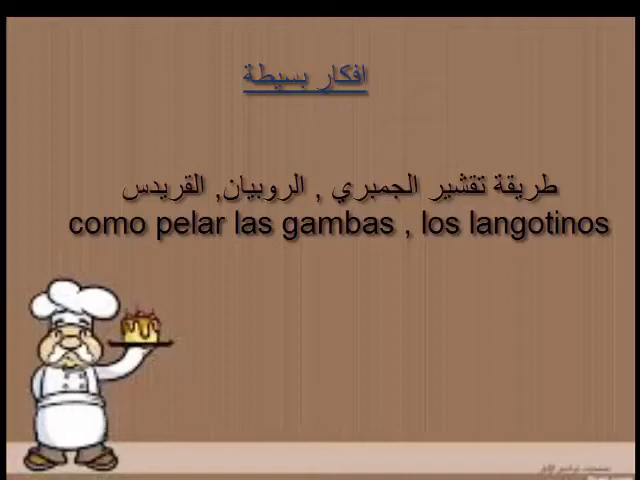 افكار بسيطة
طريقة تقشير الجمبري , الروبيان, القريدس
como pelar las gambas , los langotinos